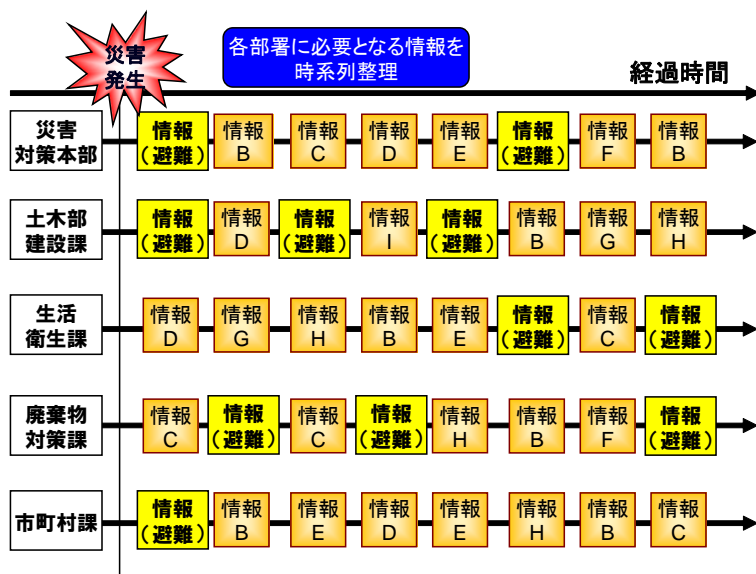 災害
発生
各部署に必要となる情報を
時系列整理
経過時間
災害
対策本部
情報
(避難)
情報
B
情報
C
情報
D
情報
E
情報
(避難)
情報
F
情報
B
土木部
建設課
情報
(避難)
情報
D
情報
(避難)
情報
I
情報
(避難)
情報
B
情報
G
情報
H
生活
衛生課
情報
D
情報
G
情報
H
情報
B
情報
E
情報
(避難)
情報
C
情報
(避難)
廃棄物
対策課
情報
C
情報
(避難)
情報
C
情報
(避難)
情報
H
情報
B
情報
F
情報
(避難)
市町村課
情報
(避難)
情報
B
情報
E
情報
D
情報
E
情報
H
情報
B
情報
C